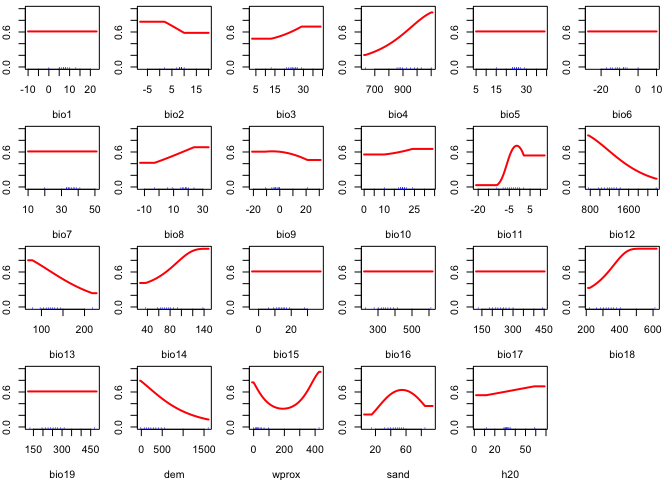 0.0 0.6 0.0 0.6 0.0 0.6 0.0 0.6 0.0 0.6 0.0 0.6
-10 0 10 20 -5 5 15 5 15 30 700 900 5 15 30 -20 0 10
bio1 bio2 bio3 bio4 bio5 bio6
0.0 0.6 0.0 0.6 0.0 0.6 0.0 0.6 0.0 0.6 0.0 0.6
10 30 50 -10 10 30 -20 0 20 0 10 25 -20 -5 5 800 1600
bio7 bio8 bio9 bio10 bio11 bio12
0.0 0.6 0.0 0.6 0.0 0.6 0.0 0.6 0.0 0.6 0.0 0.6
100 200 40 80 140 0 20 300 500 150 300 450 200 400 600
bio13 bio14 bio15 bio16 bio17 bio18
0.0 0.6 0.0 0.6 0.0 0.6 0.0 0.6 0.0 0.6
150 300 450 0 500 1500 0 200 400 20 60 0 20 50
bio19 dem wprox sand h20